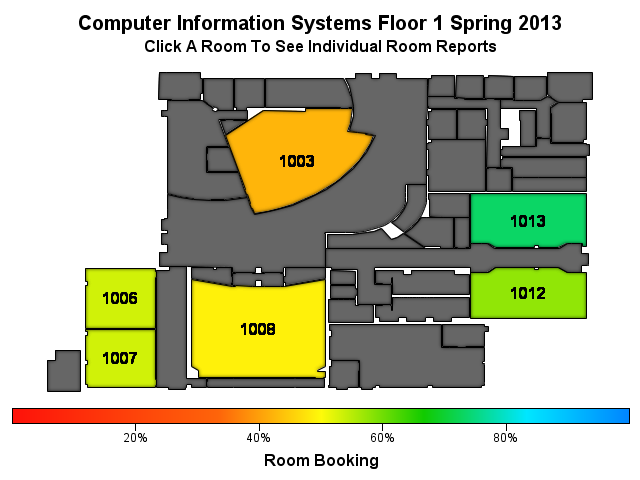 Computer Information Systems Floor 1 Spring 2013
Click A Room To See Individual Room Reports
1003
1013
1006
1012
1008
1007
20% 40% 60% 80%
Room Booking